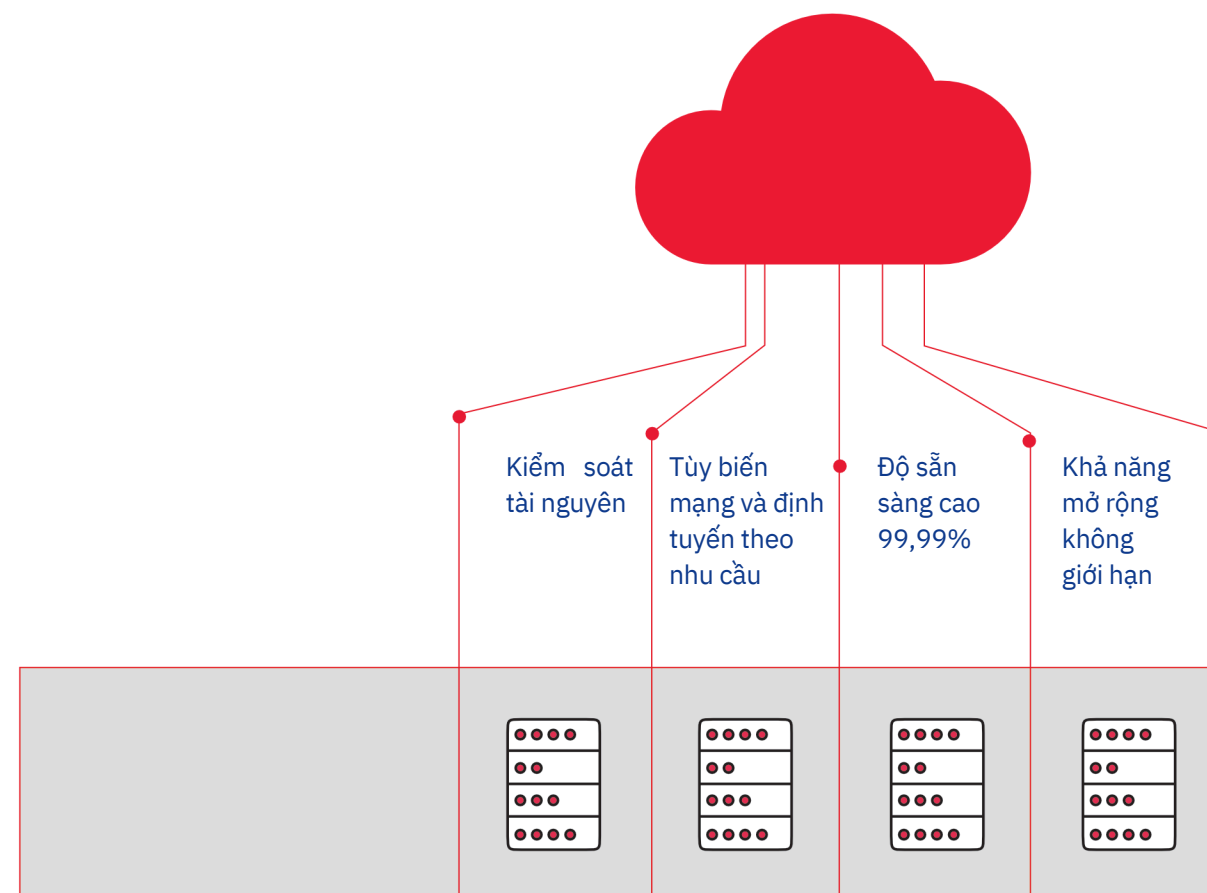 Kiểm soát
tài nguyên
Tùy biến
mạng và định
tuyến theo
nhu cầu
Độ sẵn
sàng cao
99,99%
Khả năng
mở rộng
không
giới hạn